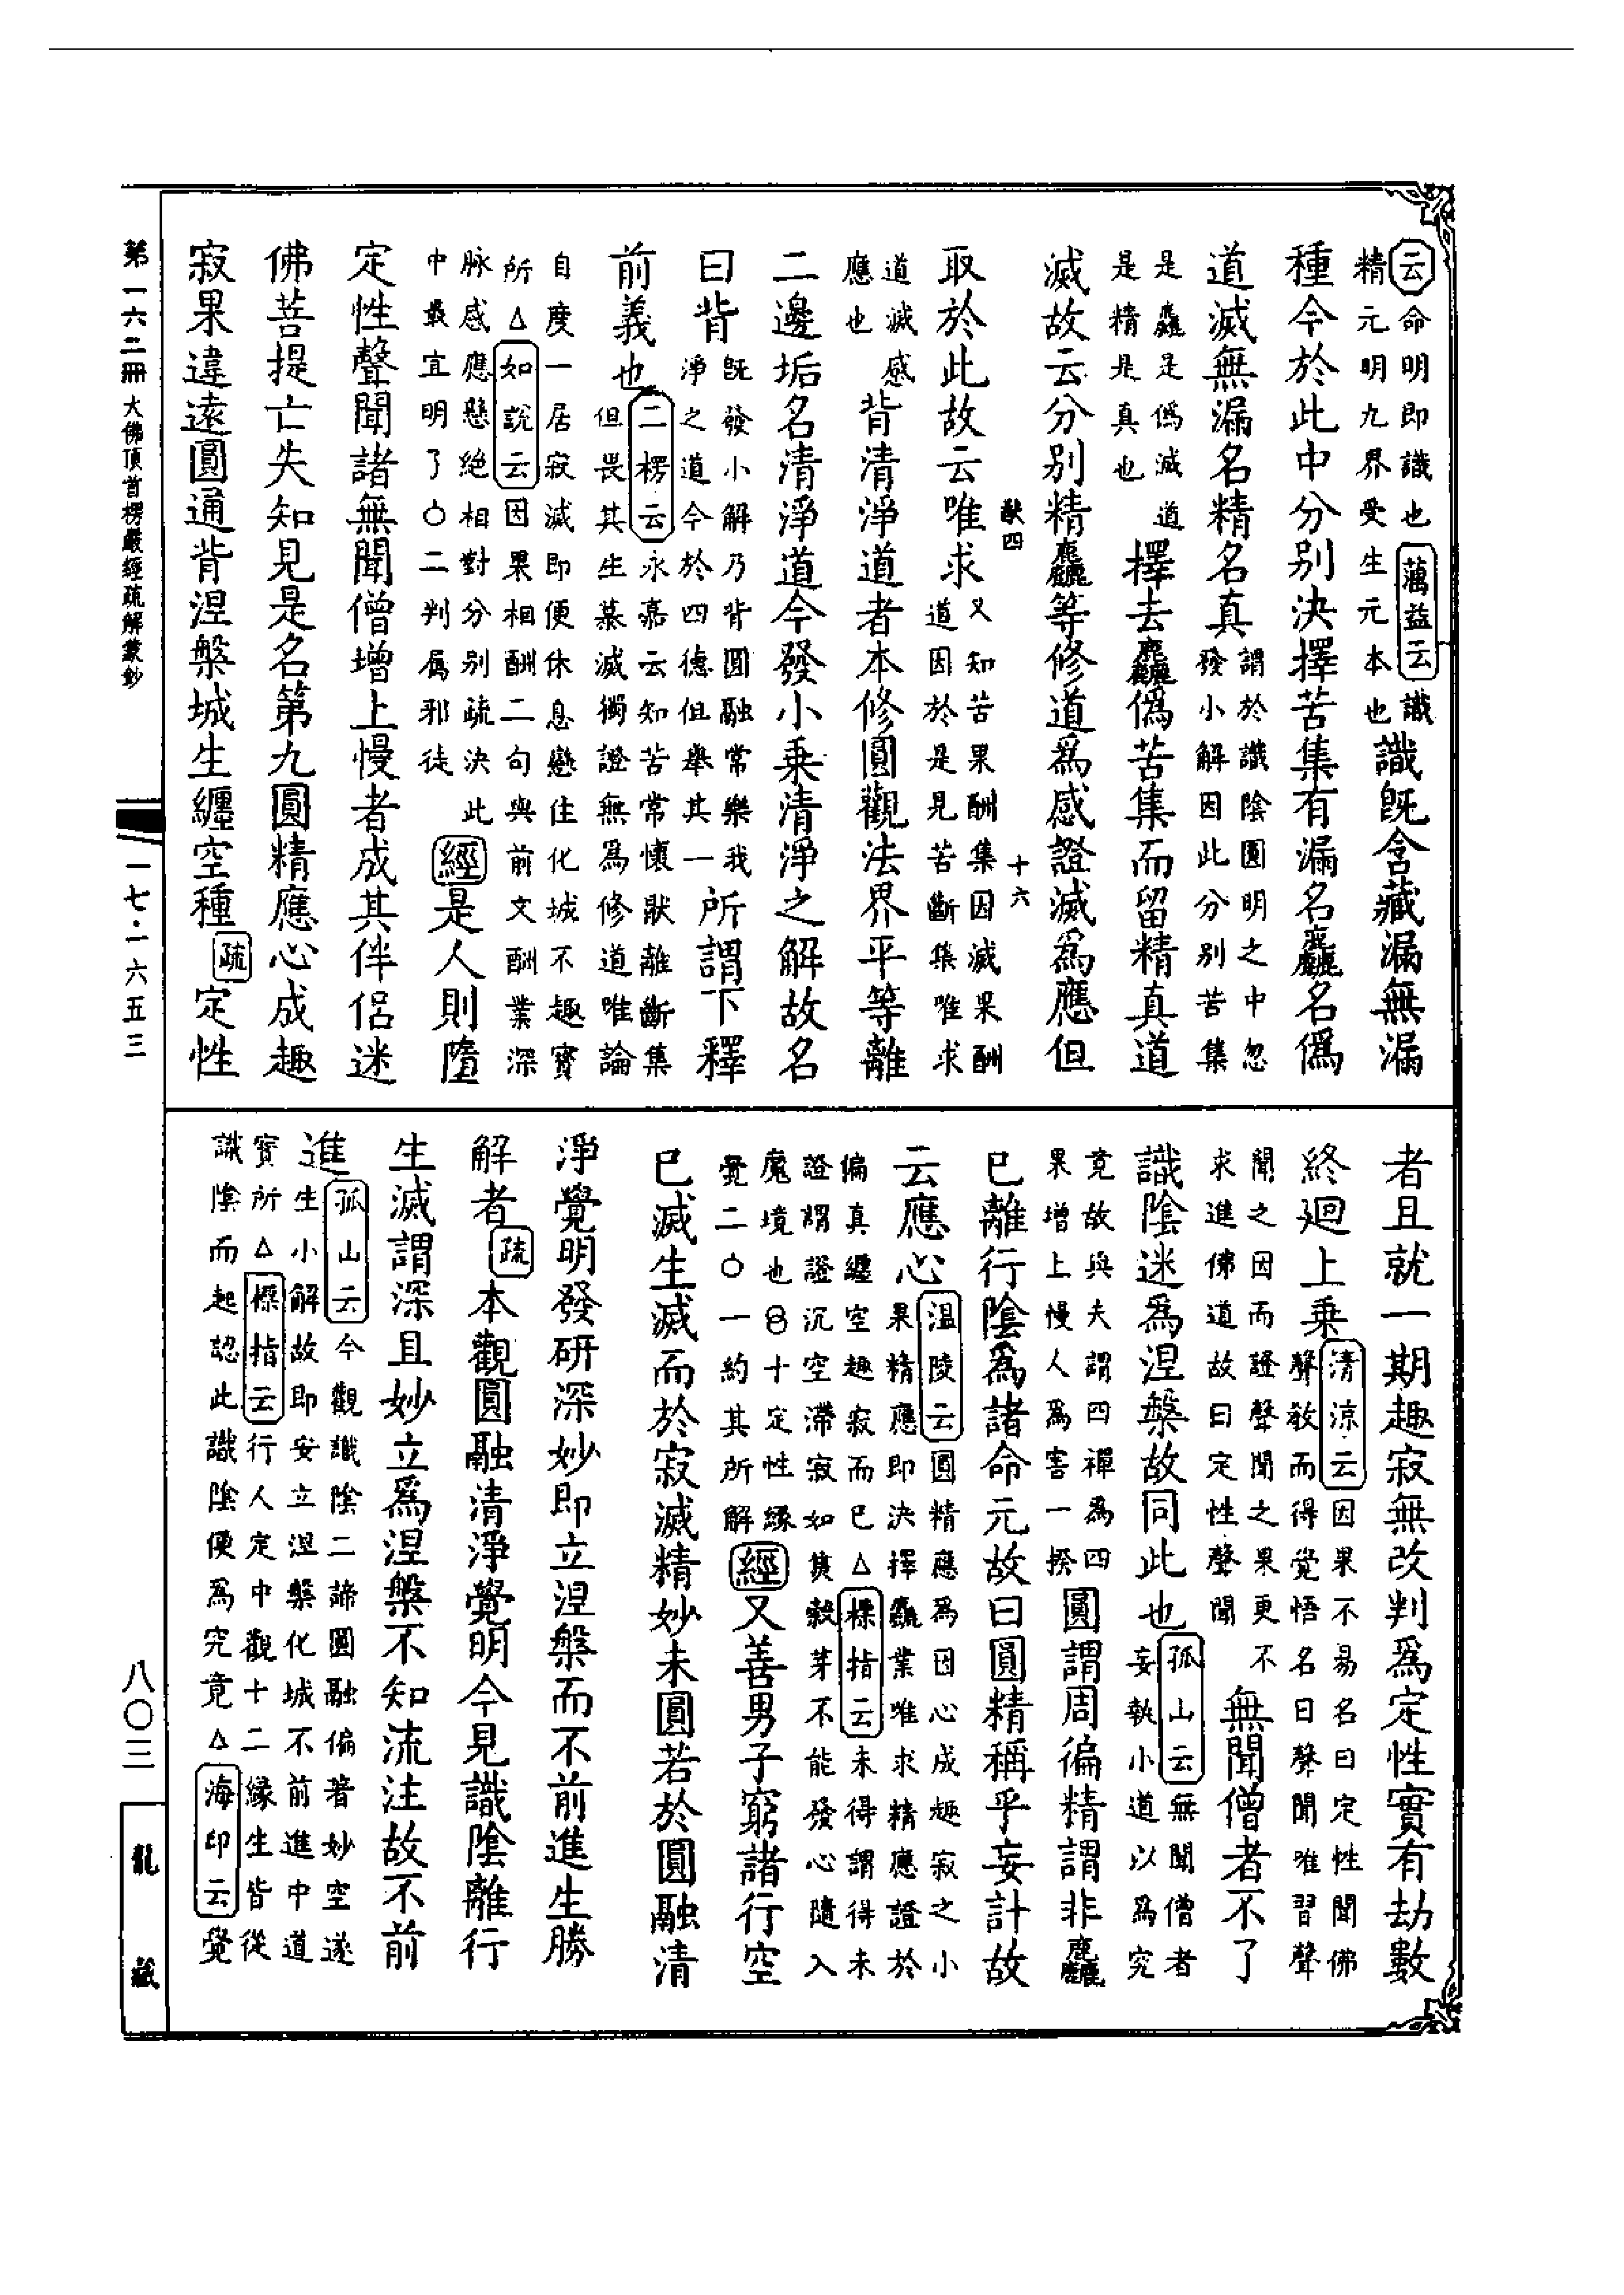 云命明即識也藕益云識
精元明九界受生元本也
識既含藏漏無漏
種今於此中分別決擇苦集有漏名麤名僞
道滅無漏名精名真
謂於識陰圓明之中忽
發小解因此分別苦集
是麤是僞滅道
是精是真也
擇去麤僞苦集而留精真道
滅故云分別精麤等修道為感證滅為應但
猒四
十六
取於此故云唯求
又知苦果酬集因滅果酬
道因於是見苦斷集唯求
道滅感
應也
背清淨道者本修圓觀法界平等離
二邊垢名清淨道今發小乗清淨之解故名
曰背
既發小解乃背圓融常樂我
淨之道今於四德但舉其一
所謂下釋
前義也
二楞云永嘉云知苦常懷猒離斷集
但畏其生慕滅獨證無為修道唯論
自度一居寂滅即便休息戀住化城不趣寳
所△如說云因果相酬二句與前文酬業深
脉感應懸絶相對分別疏決此
中最宜明了○二判屬邪徒
經是人則墮
定性聲聞諸無聞僧增上慢者成其伴侶迷
佛菩提亡失知見是名第九圓精應心成趣
寂果違遠圓通背涅槃城生纏空種疏定性
者且就一期趣寂無改判為定性實有劫數
終迴上乗
清涼云因果不易名曰定性聞佛
聲教而得覺悟名曰聲聞唯習聲
聞之因而證聲聞之果更不
求進佛道故曰定性聲聞
無聞僧者不了
識陰迷為涅槃故同此也
孤山云無聞僧者
妄執小道以為究
竟故與夫謂四禪為四
果增上慢人為害一揆
圓謂周徧精謂非麤
已離行陰為諸命元故曰圓精稱乎妄計故
云應心
溫陵云圓精應為因心成趣寂之小
果精應即決擇麤業唯求精應證於
偏真纏空趣寂而已△標指云未得謂得未
證謂證沉空滯寂如焦穀芽不能發心隨入
魔境也○十定性緣
覺二○一約其所解
經又善男子窮諸行空
已滅生滅而於寂滅精妙未圓若於圓融清
淨覺明發研深妙即立涅槃而不前進生勝
解者疏本觀圓融清淨覺明今見識陰離行
生滅謂深且妙立為涅槃不知流注故不前
進
孤山云今觀識陰二諦圓融偏著妙空遂
生小解故即安立涅槃化城不前進中道
寳所△標指云行人定中觀十二緣生皆從
識陰而起認此識陰便為究竟△海印云覺
第一六二冊 大佛頂首楞嚴經疏解蒙鈔
一七·一六五三
八〇三
龍藏